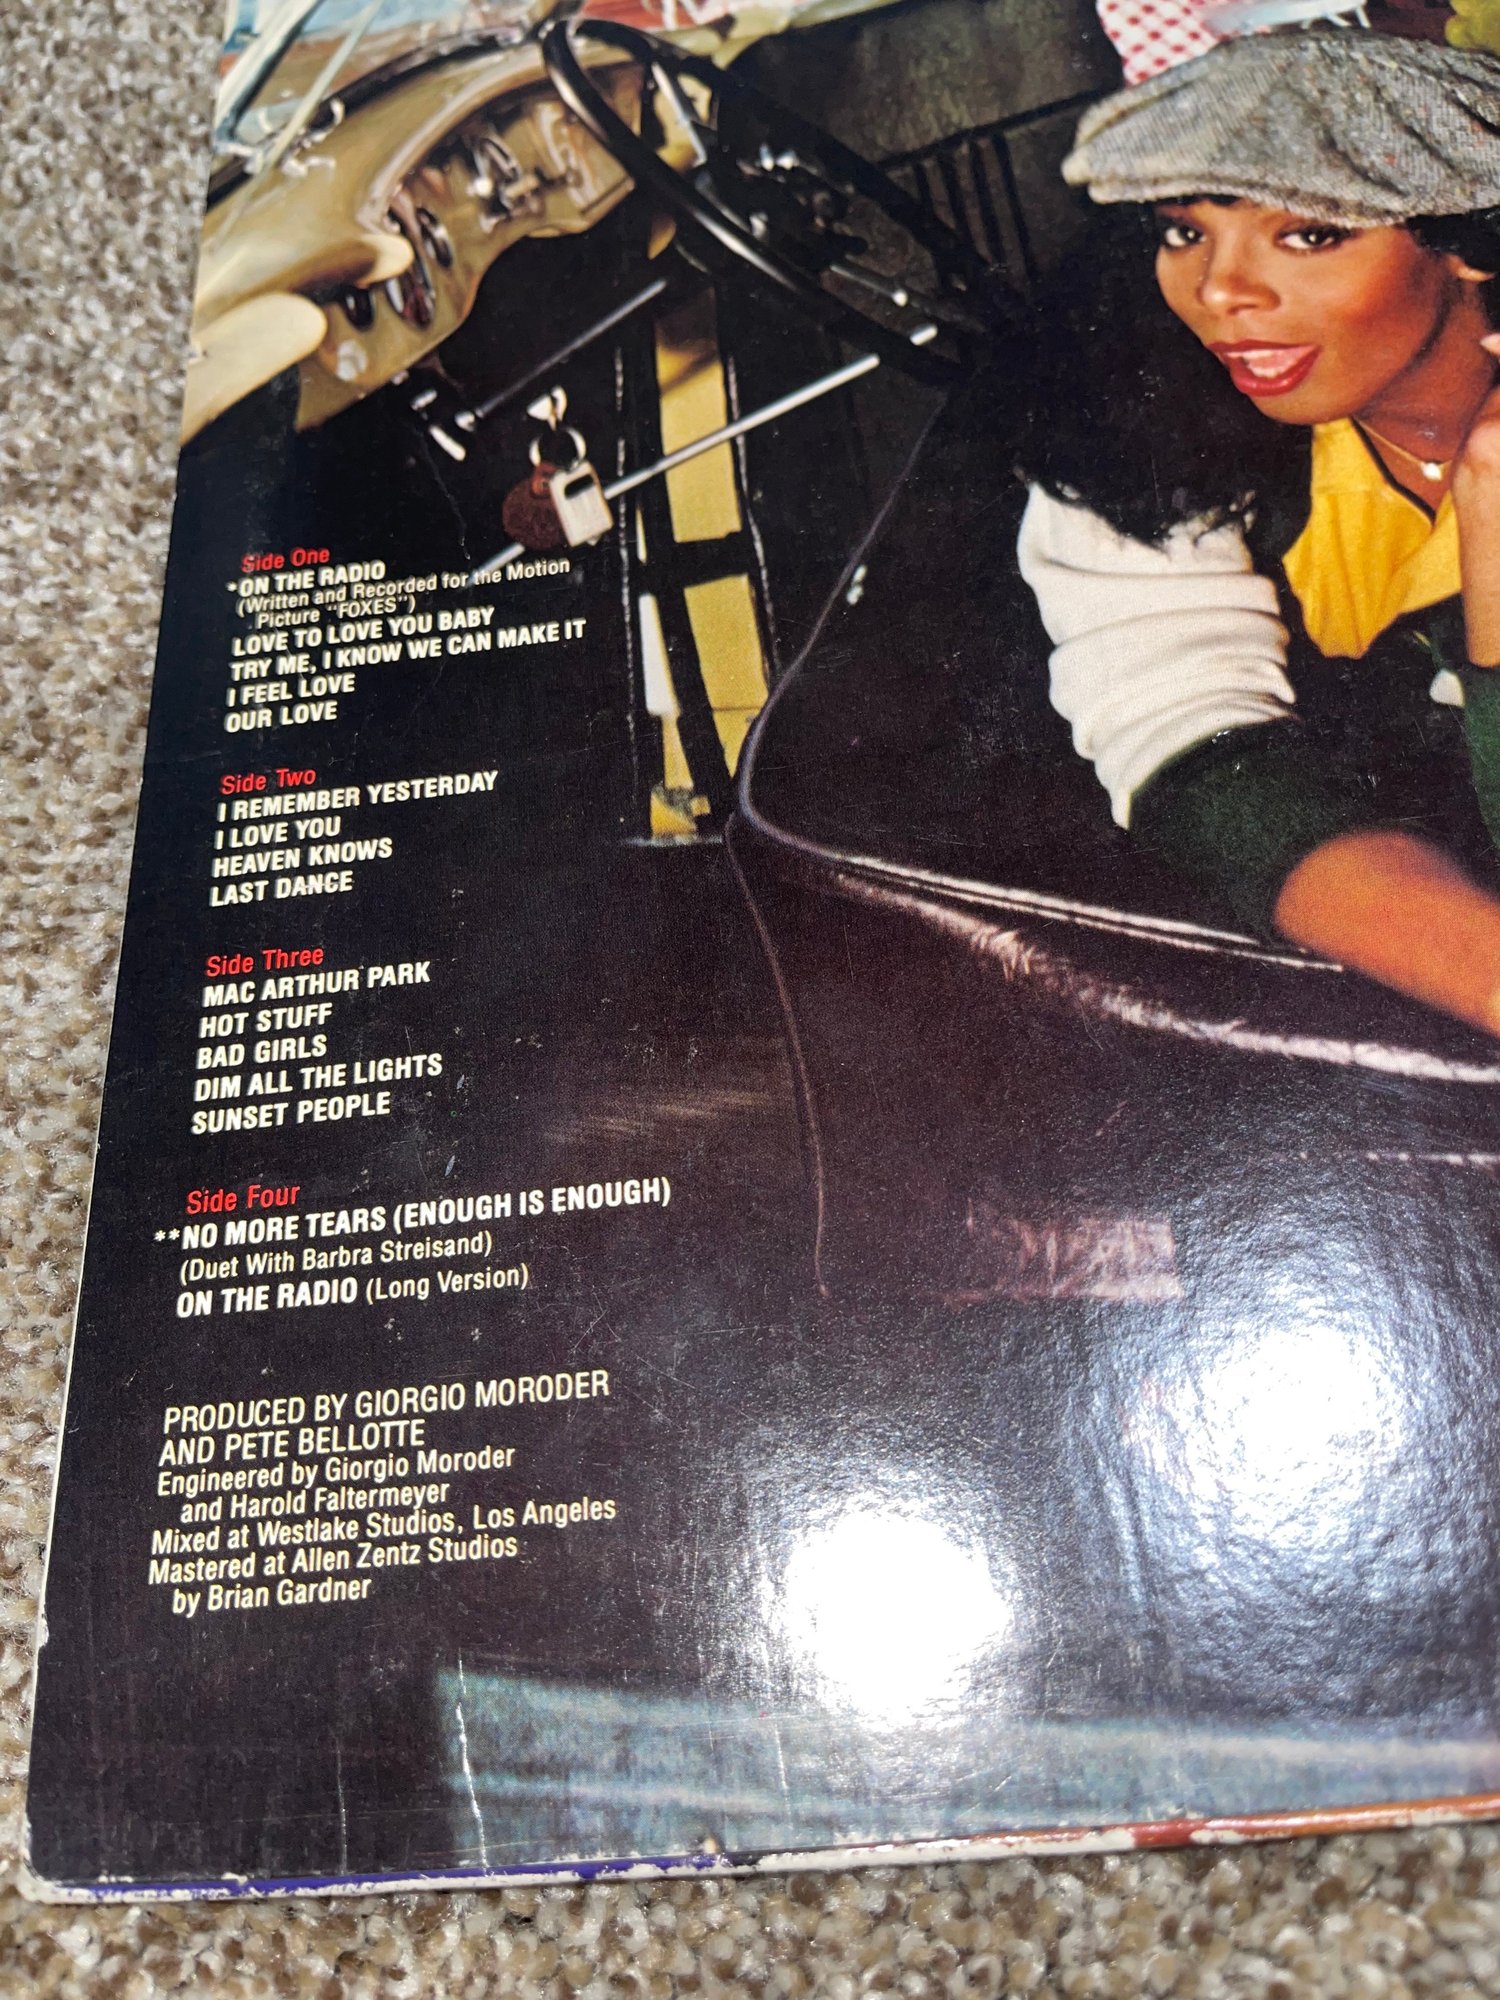 Side One
*ON THE RADIO
(Written and Recorded for the Motion
Picture "FOXES")
LOVE TO LOVE YOU BABY
TRY ME, I KNOW WE CAN MAKE IT
I FEEL LOVE
OUR LOVE
Side Two
I REMEMBER YESTERDAY
I LOVE YOU
HEAVEN KNOWS
LAST DANCE
Side Three
MAC ARTHUR PARK
HOT STUFF
BAD GIRLS
DIM ALL THE LIGHTS
SUNSET PEOPLE
Side Four
**NO MORE TEARS (ENOUGH IS ENOUGH)
(Duet With Barbra Streisand)
ON THE RADIO (Long Version)
PRODUCED BY GIORGIO MORODER
AND PETE BELLOTTE
Engineered by Giorgio Moroder
and Harold Faltermeyer
Mixed at Westlake Studios, Los Angeles
Mastered at Allen Zentz Studios
by Brian Gardner